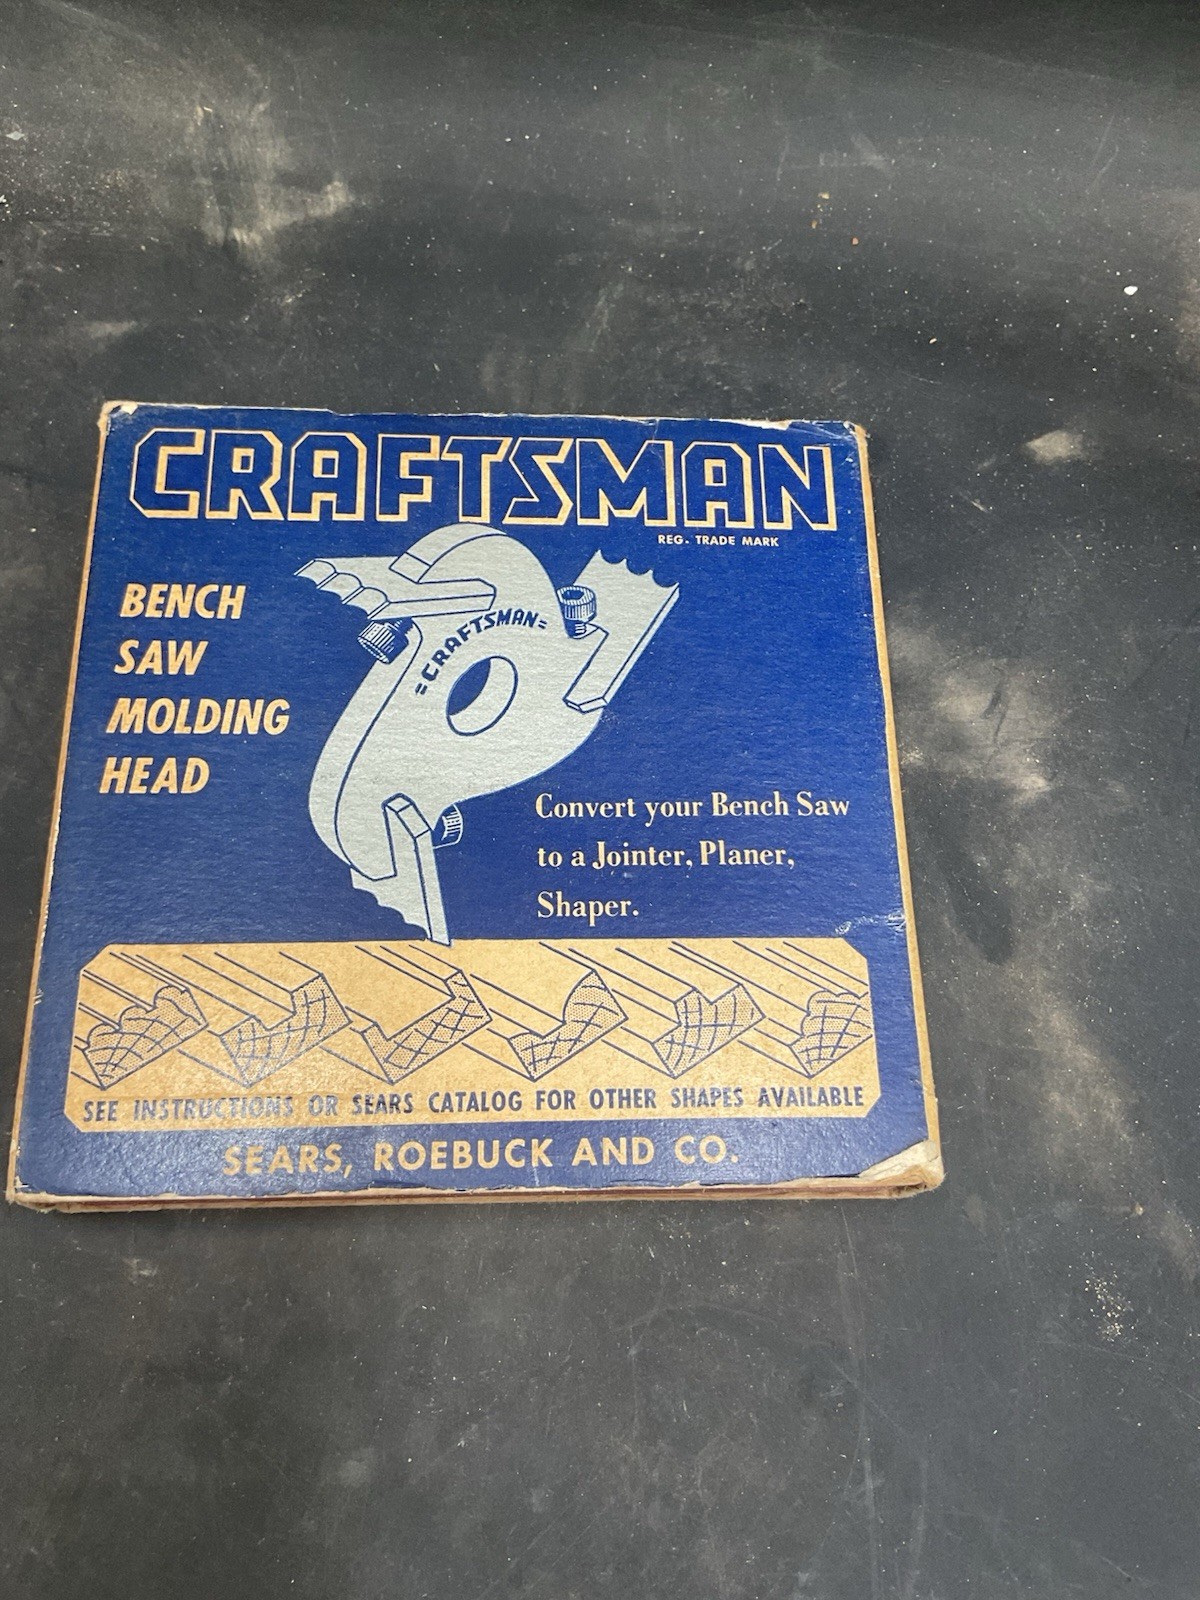 CRAFTSMAN
REG. TRADE MARK
BENCH
SAW
MOLDING
HEAD
=CRAFTSMAN=
Convert your Bench Saw
to a Jointer, Planer,
Shaper.
SEE INSTRUCTIONS OR SEARS CATALOG FOR OTHER SHAPES AVAILABLE
SEARS, ROEBUCK AND CO.